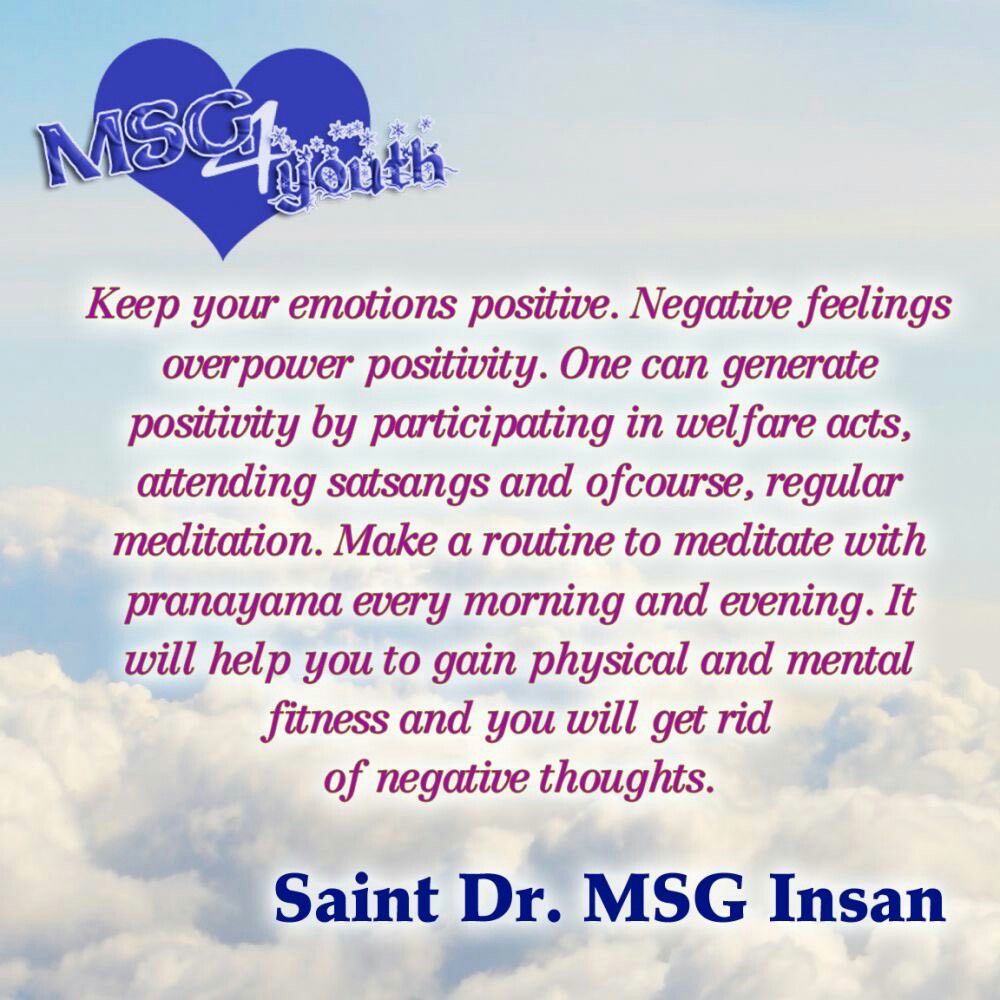 MSG4youth
Keep your emotions positive. Negative feelings
overpower positivity. One can generate
positivity by participating in welfare acts,
attending satsangs and ofcourse, regular
meditation. Make a routine to meditate with
pranayama every morning and evening. It
will help you to gain physical and mental
fitness and you will get rid
of negative thoughts.
Saint Dr. MSG Insan